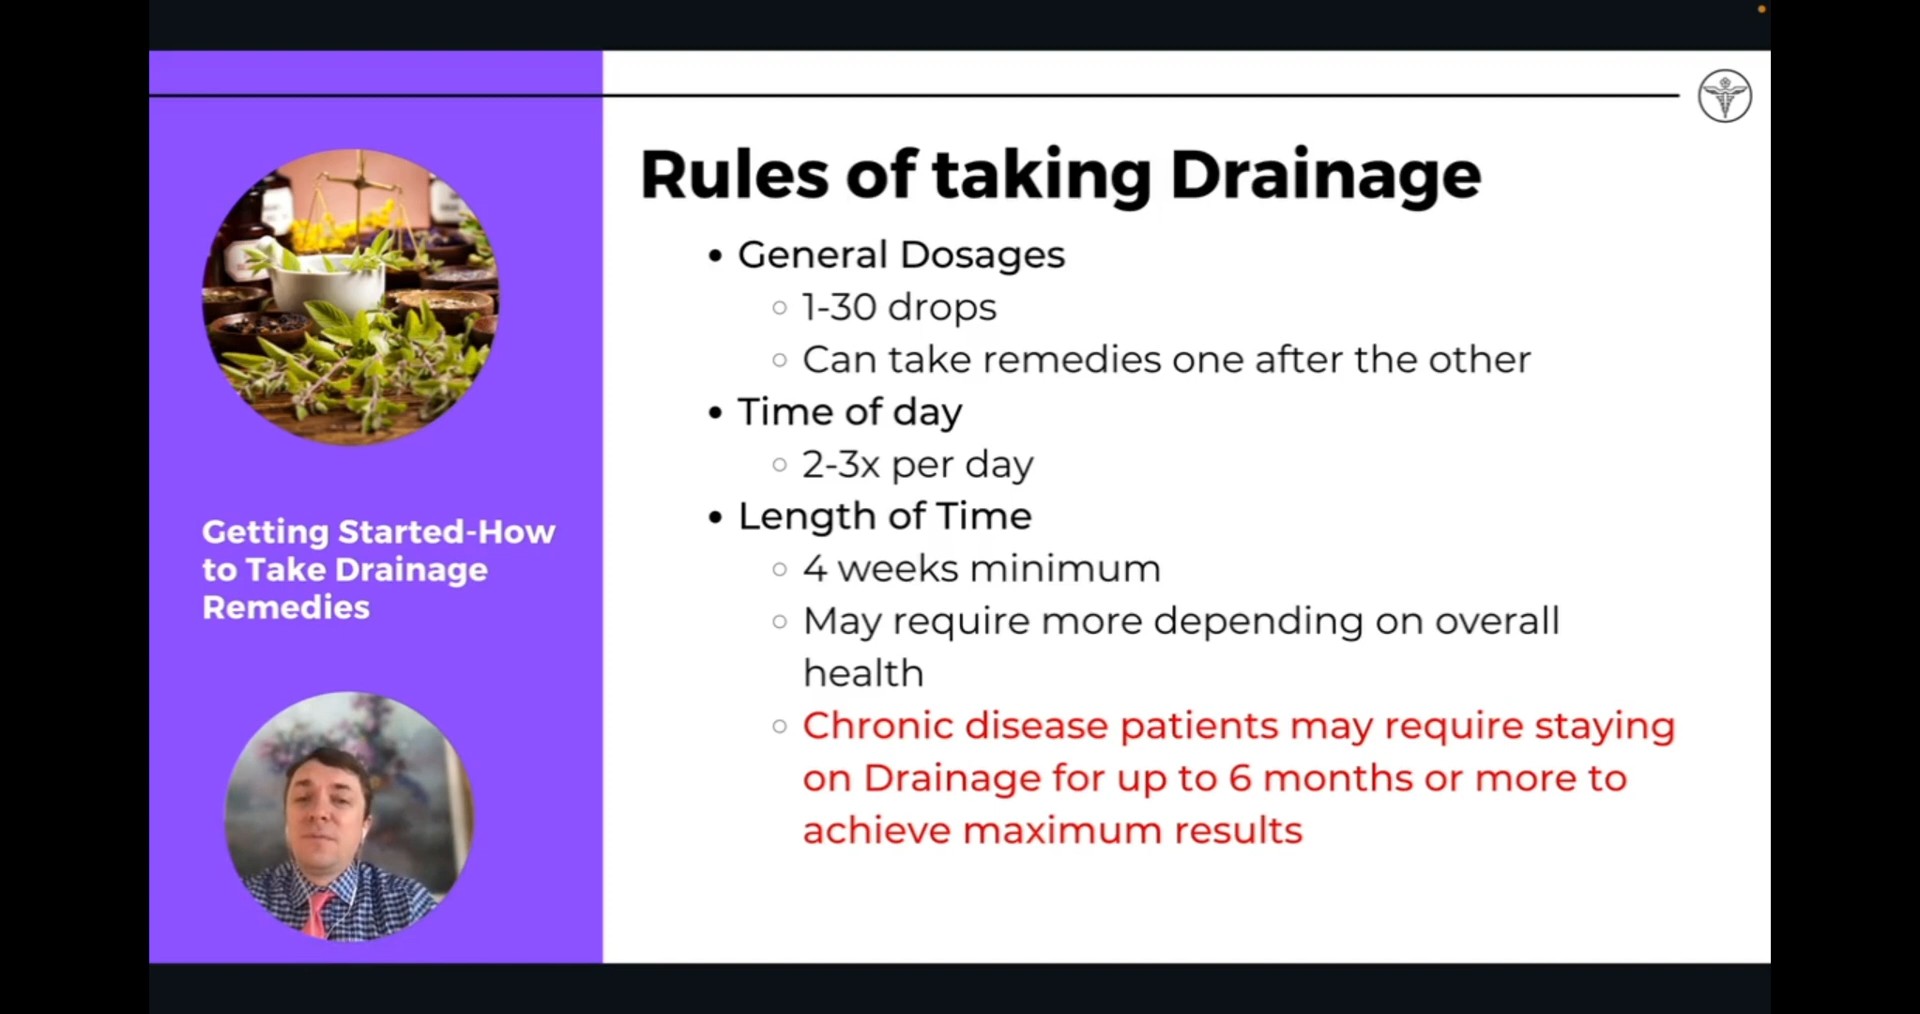 Rules of taking Drainage
General Dosages
1-30 drops
Can take remedies one after the other
Time of day
2-3x per day
Length of Time
4 weeks minimum
May require more depending on overall
health
Chronic disease patients may require staying
on Drainage for up to 6 months or more to
achieve maximum results
Getting Started-How
to Take Drainage
Remedies